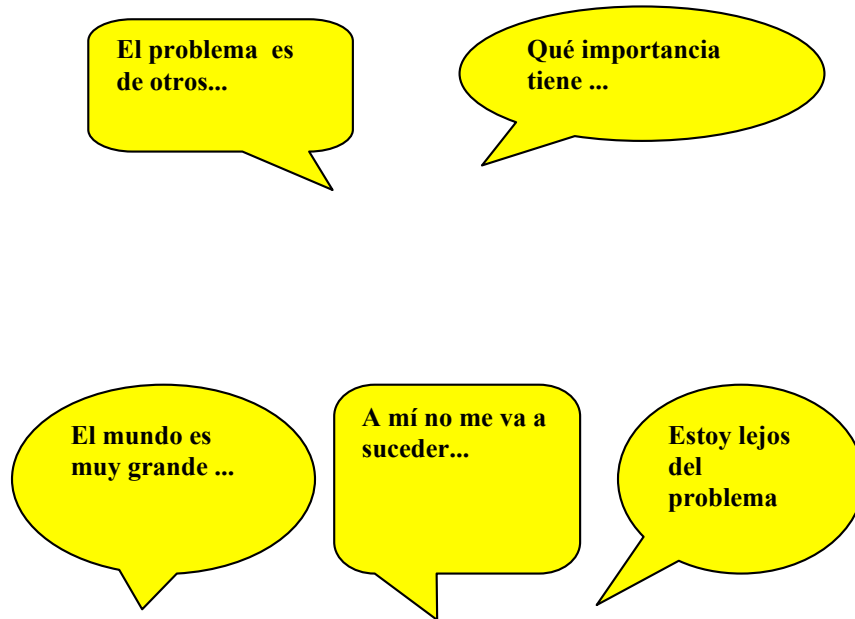 El problema es
de otros...
Qué importancia
tiene ...
El mundo es
muy grande ...
A mí no me va a
suceder...
Estoy lejos
del
problema